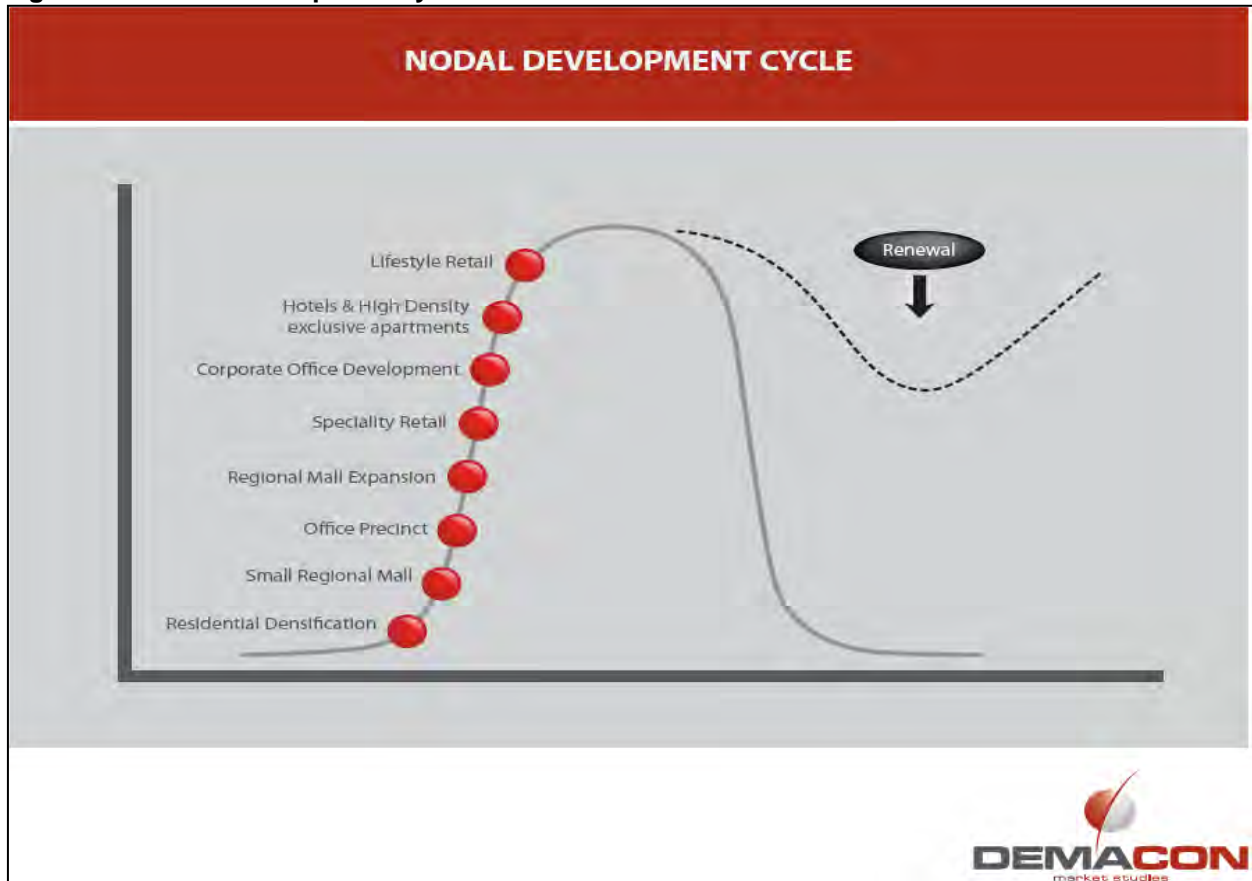 NODAL DEVELOPMENT CYCLE
Lifestyle Retail
Renewal
Hotels & High Density
exclusive apartments
Corporate Office Development
Speciality Retail
Regional Mall Expansion
Office Precinct
Small Regional Mall
Residential Densification
DEMACON
market studies